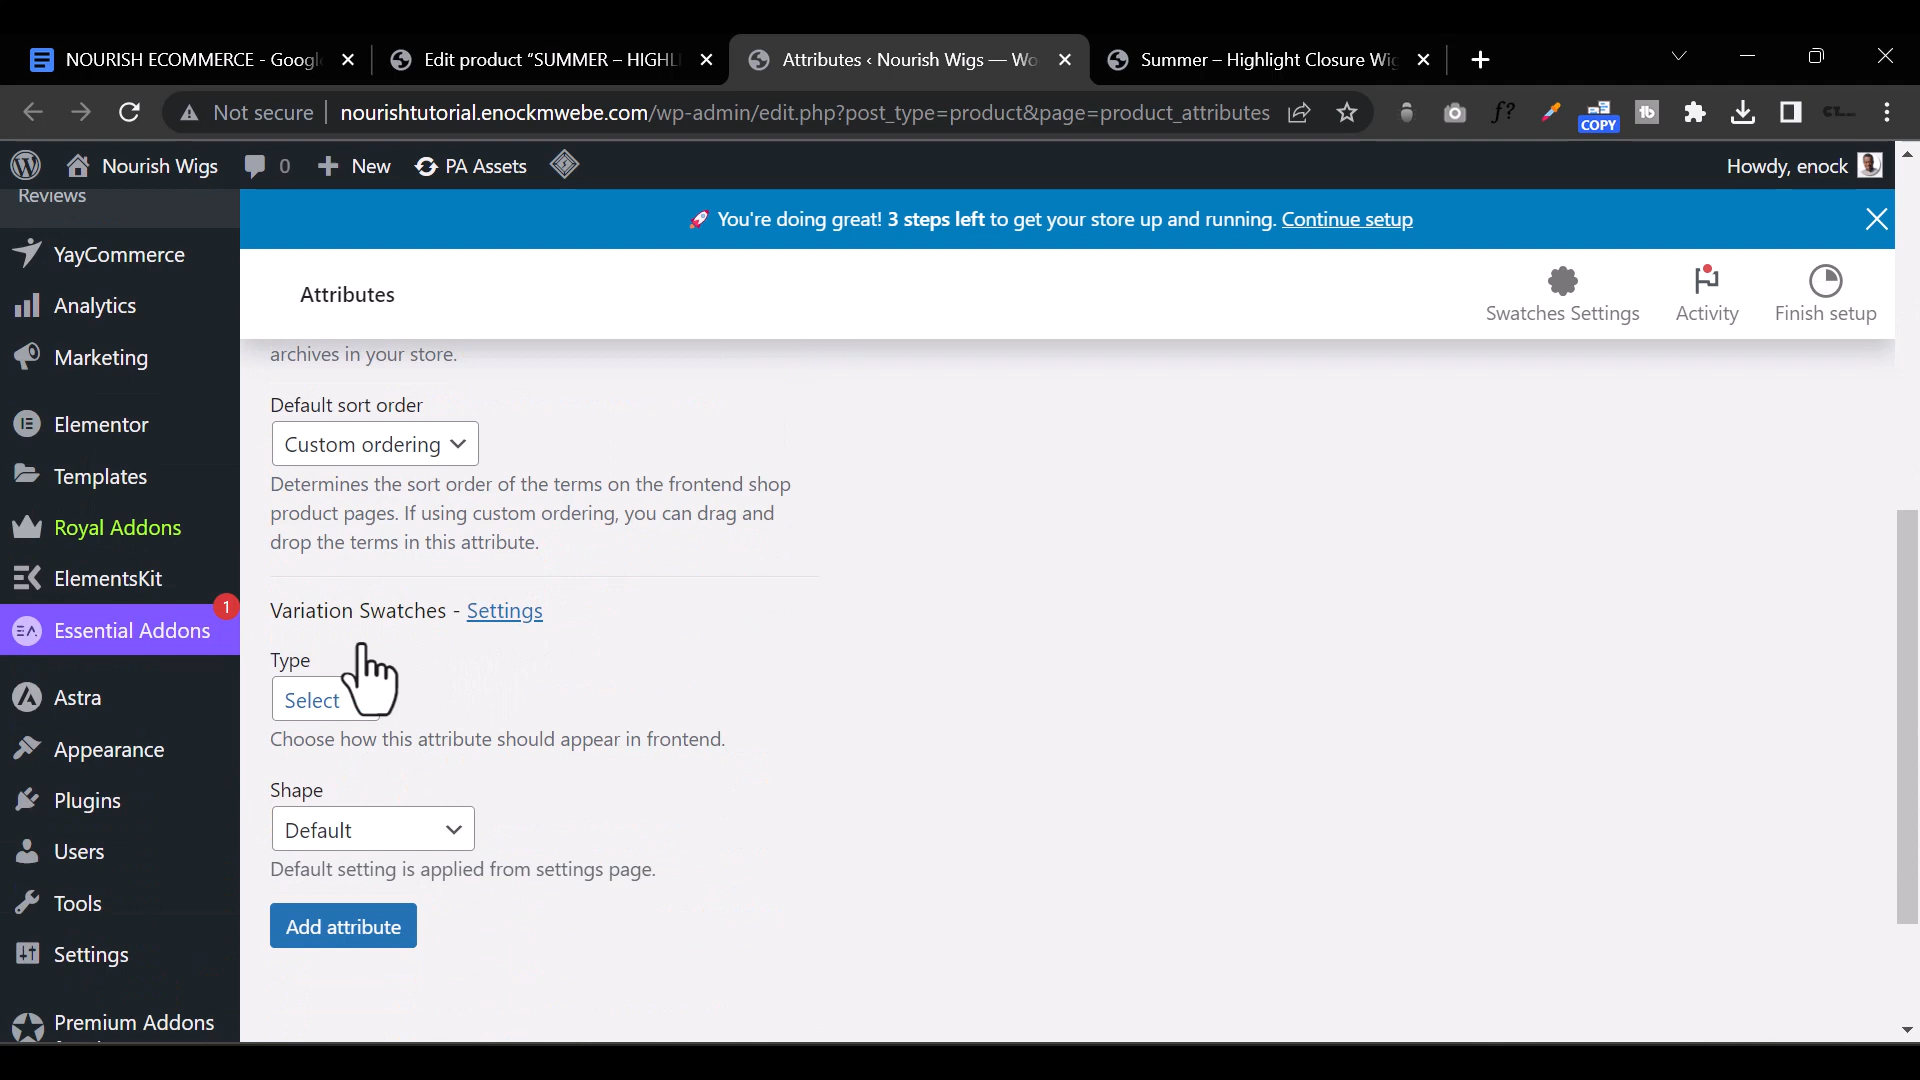 NOURISH ECOMMERCE - Googl
Edit product “SUMMER – HIGHL
Attributes ‹ Nourish Wigs — Wo
Summer – Highlight Closure Wig
Not secure
nourishtutorial.enockmwebe.com/wp-admin/edit.php?post_type=product&page=product_attributes
f?
COPY
tb
Nourish Wigs
0
New
PA Assets
Howdy, enock
Reviews
YayCommerce
Analytics
Marketing
Elementor
Templates
Royal Addons
ElementsKit
Essential Addons
1
Astra
Appearance
Plugins
Users
Tools
Settings
Premium Addons
🚀 You're doing great! 3 steps left to get your store up and running. Continue setup
Attributes
Swatches Settings
Activity
Finish setup
archives in your store.
Default sort order
Custom ordering
Determines the sort order of the terms on the frontend shop
product pages. If using custom ordering, you can drag and
drop the terms in this attribute.
Variation Swatches - Settings
Type
Select
Choose how this attribute should appear in frontend.
Shape
Default
Default setting is applied from settings page.
Add attribute